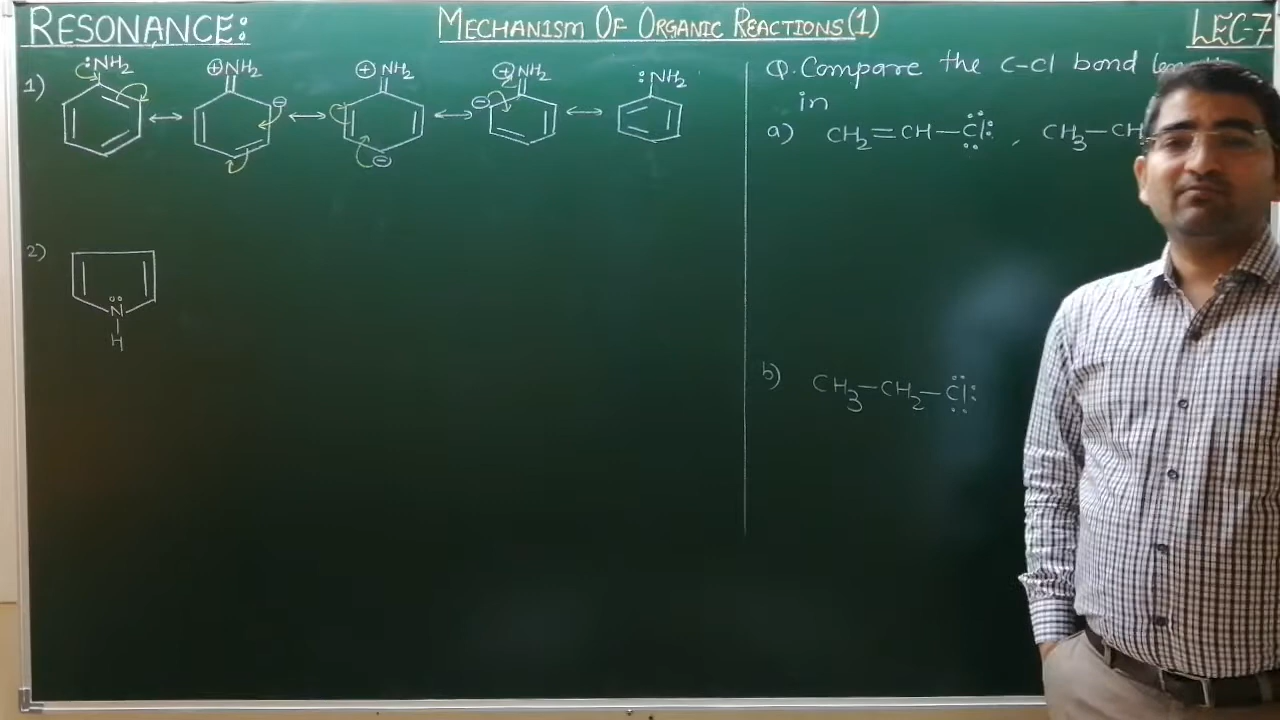 RESONANCE:
MECHANISM OF ORGANIC REACTIONS(1)
LEC-7
1) :NH₂ ↔ ⊕NH₂ ⊖ ↔ ⊕NH₂ ⊖ ↔ ⊕NH₂ ⊖ ↔ :NH₂
2) N
H
Q. Compare the C-Cl bond
in
a) CH₂=CH-Cl: , CH₃-CH
b) CH₃-CH₂-Cl: